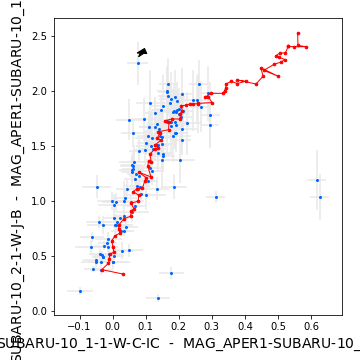 SUBARU-10_2-1-W-J-B - MAG_APER1-SUBARU-10_1
2.5
2.0
1.5
1.0
0.5
0.0
−0.1 0.0 0.1 0.2 0.3 0.4 0.5 0.6
SUBARU-10_1-1-W-C-IC - MAG_APER1-SUBARU-10_